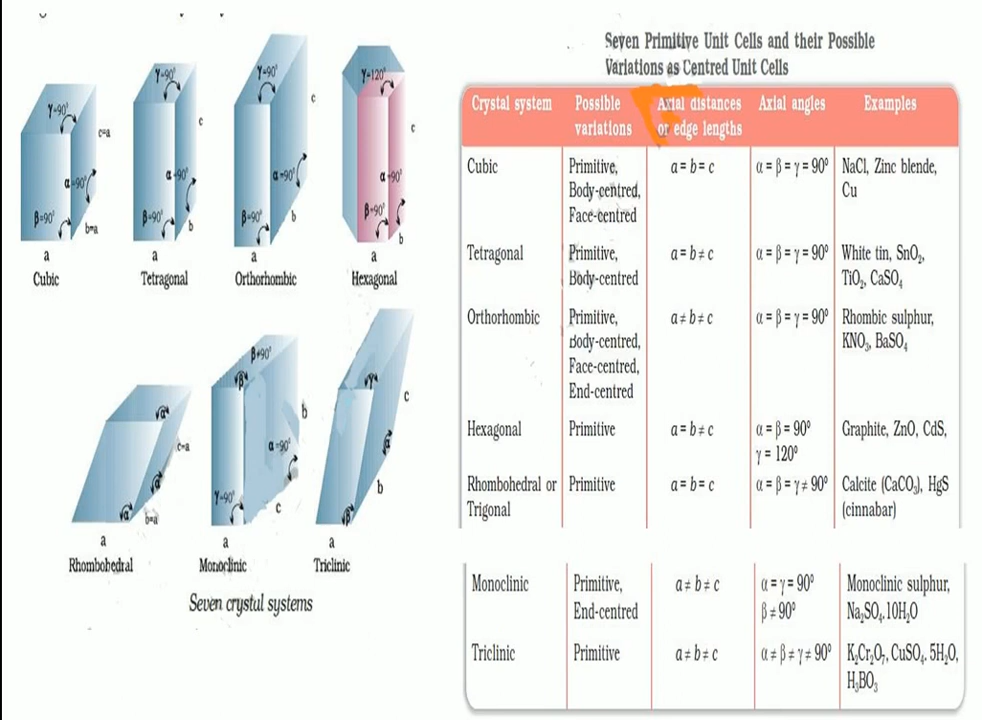 γ=90°
c=a
α=90°
β=90°
b=a
a
Cubic
γ=90°
c
α=90°
β=90°
b
a
Tetragonal
γ=90°
c
α=90°
β=90°
b
a
Orthorhombic
γ=120°
c
α=90°
β=90°
b
a
Hexagonal
α
c=a
α
α
b=a
a
Rhombohedral
β≠90°
β
b
α=90°
γ=90°
c
a
Monoclinic
γ
c
α
b
β
a
Triclinic
Seven crystal systems
Seven Primitive Unit Cells and their Possible
Variations as Centred Unit Cells
Crystal system Possible variations Axial distances or edge lengths Axial angles Examples
Cubic Primitive, Body-centred, Face-centred a = b = c α = β = γ = 90° NaCl, Zinc blende, Cu
Tetragonal Primitive, Body-centred a = b ≠ c α = β = γ = 90° White tin, SnO₂, TiO₂, CaSO₄
Orthorhombic Primitive, Body-centred, Face-centred, End-centred a ≠ b ≠ c α = β = γ = 90° Rhombic sulphur, KNO₃, BaSO₄
Hexagonal Primitive a = b ≠ c α = β = 90° γ = 120° Graphite, ZnO, CdS,
Rhombohedral or Trigonal Primitive a = b = c α = β = γ ≠ 90° Calcite (CaCO₃), HgS (cinnabar)
Monoclinic Primitive, End-centred a ≠ b ≠ c α = γ = 90° β ≠ 90° Monoclinic sulphur, Na₂SO₄.10H₂O
Triclinic Primitive a ≠ b ≠ c α ≠ β ≠ γ ≠ 90° K₂Cr₂O₇, CuSO₄. 5H₂O, H₃BO₃